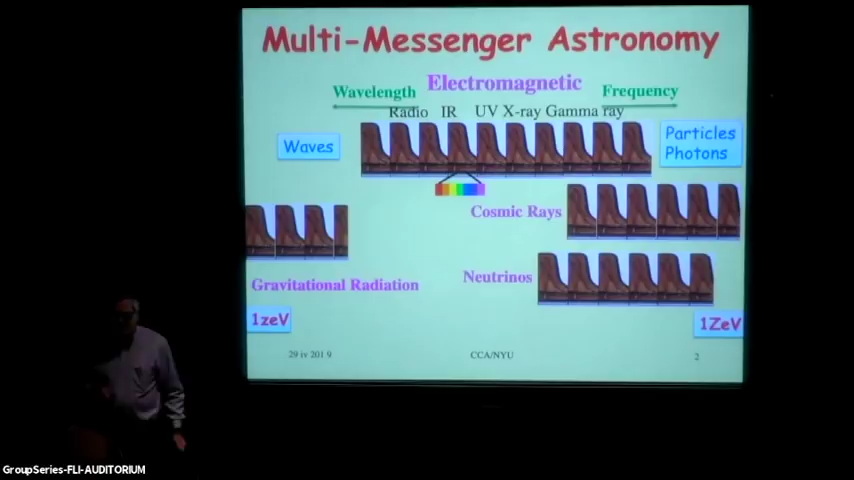 Multi-Messenger Astronomy
Electromagnetic
Wavelength
Frequency
Radio IR UV X-ray Gamma ray
Waves
Particles
Photons
Cosmic Rays
Neutrinos
Gravitational Radiation
1zeV
1ZeV
29 iv 2019
CCA/NYU
2
GroupSeries-FLI-AUDITORIUM